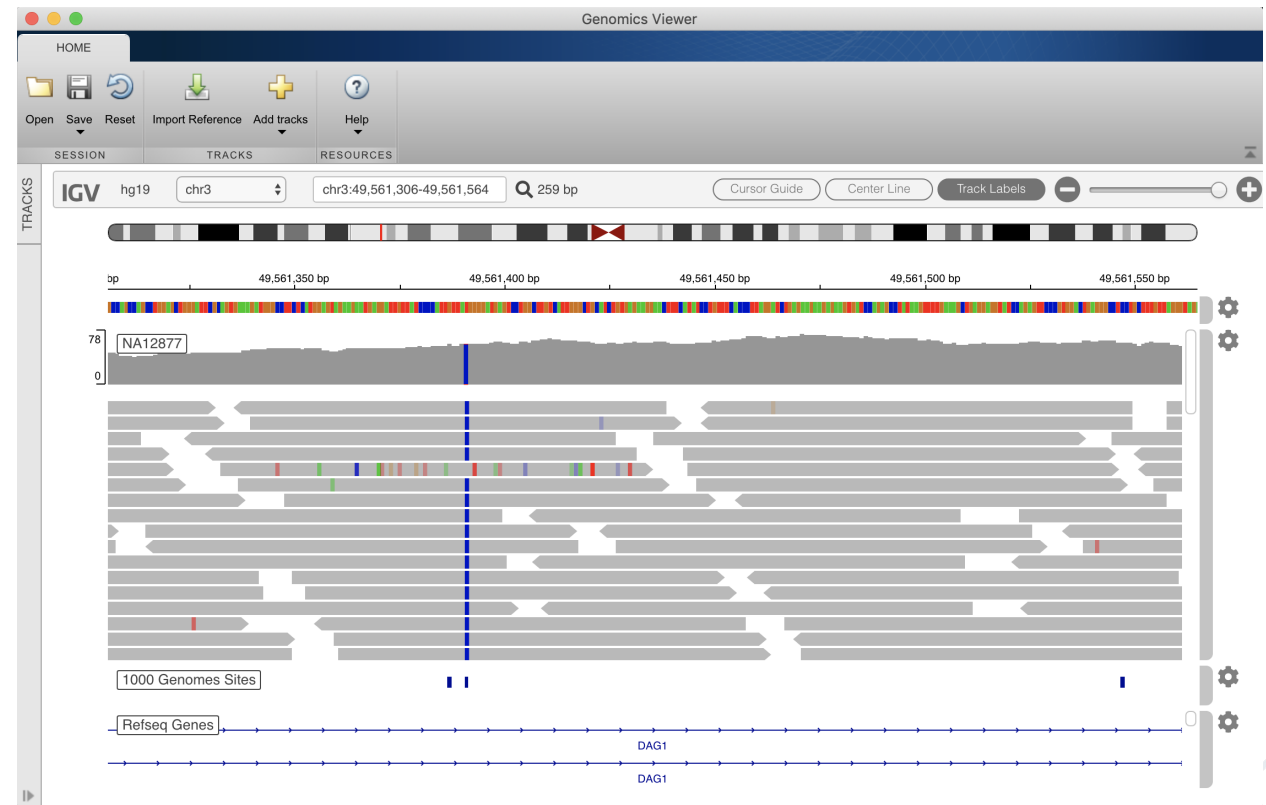 Genomics Viewer
HOME
Open Save Reset Import Reference Add tracks Help
SESSION TRACKS RESOURCES
TRACKS
IGV hg19 chr3 chr3:49,561,306-49,561,564 259 bp Cursor Guide Center Line Track Labels
bp 49,561,350 bp 49,561,400 bp 49,561,450 bp 49,561,500 bp 49,561,550 bp
78 NA12877
0
1000 Genomes Sites
Refseq Genes
DAG1
DAG1